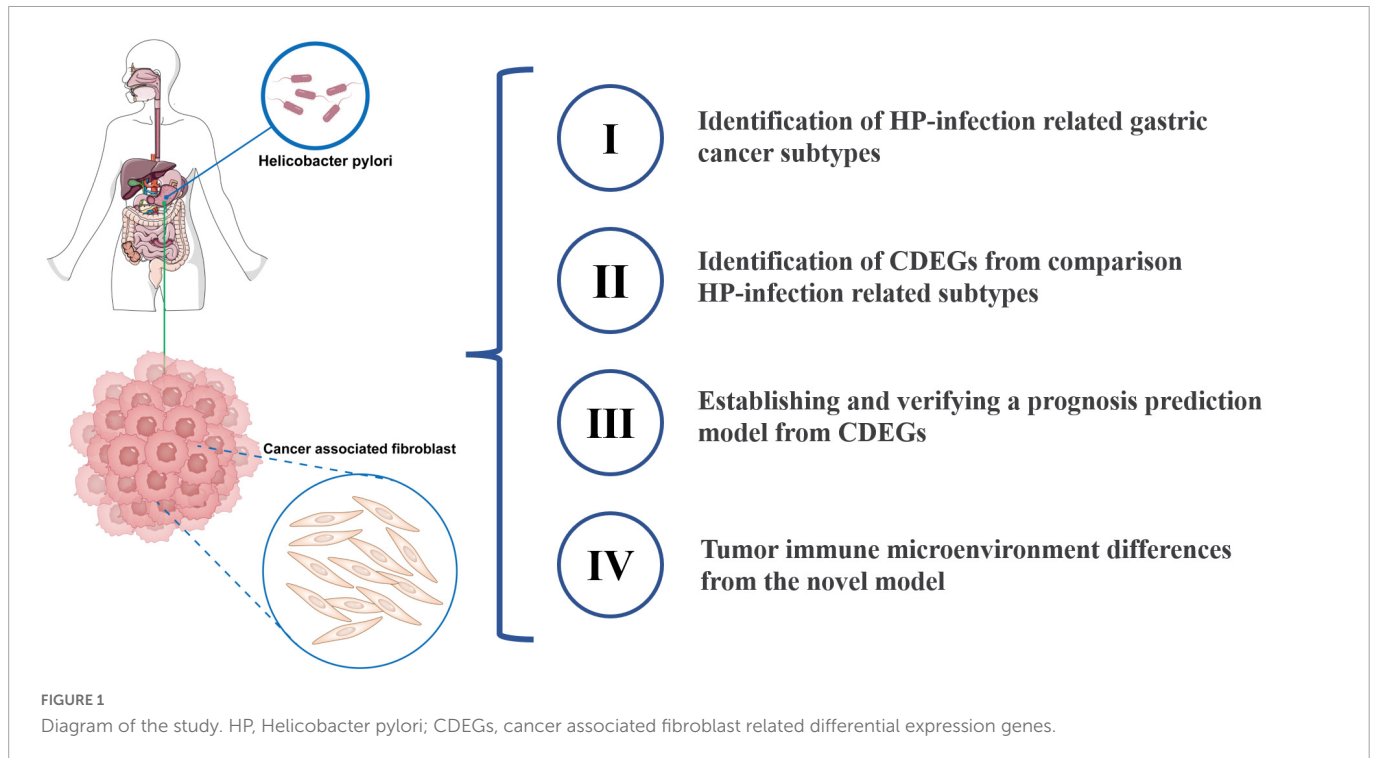 Helicobacter pylori
Cancer associated fibroblast
I
Identification of HP-infection related gastric
cancer subtypes
II
Identification of CDEGs from comparison
HP-infection related subtypes
III
Establishing and verifying a prognosis prediction
model from CDEGs
IV
Tumor immune microenvironment differences
from the novel model
FIGURE 1
Diagram of the study. HP, Helicobacter pylori; CDEGs, cancer associated fibroblast related differential expression genes.